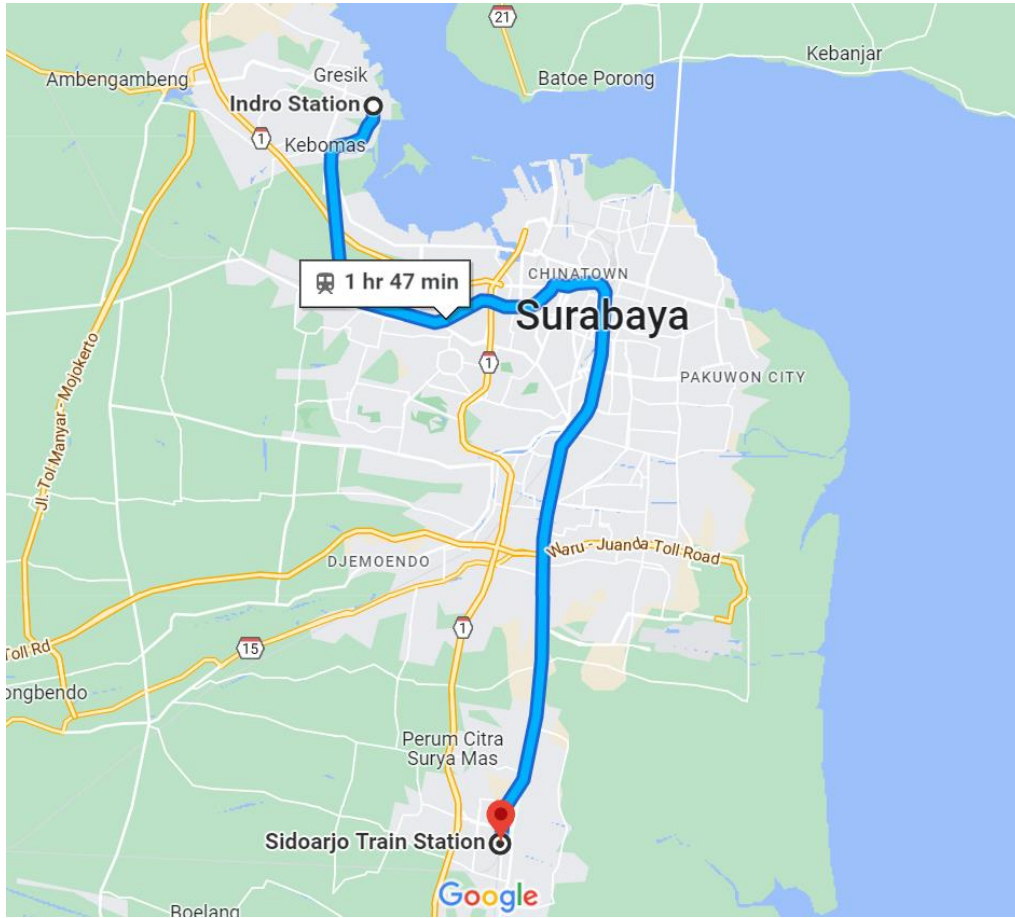 21
Kebanjar
Gresik
Ambengambeng
Batoe Porong
Indro Station
1
Kebomas
1 hr 47 min
CHINATOWN
Surabaya
1
PAKUWON CITY
Jl. Tol Manyar - Mojokerto
Waru - Juanda Toll Road
DJEMOENDO
1
15
Toll Rd
ongbendo
Perum Citra
Surya Mas
Sidoarjo Train Station
Google
Boelang